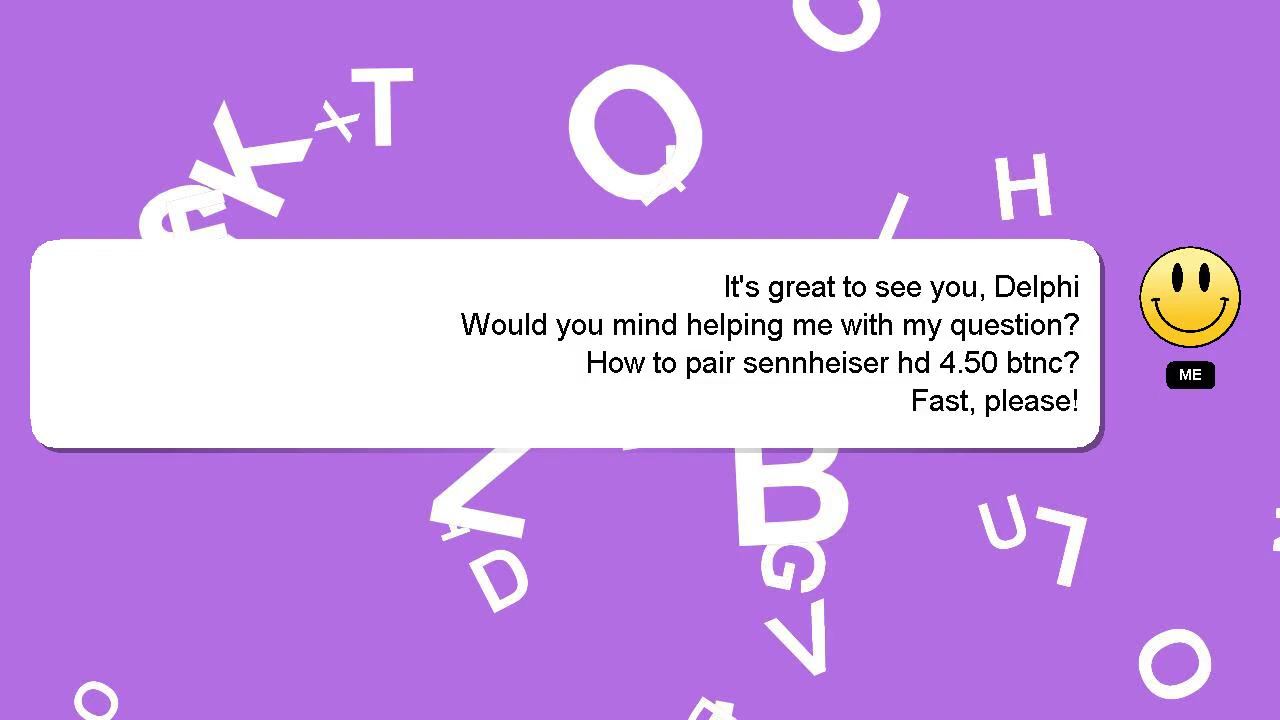 It's great to see you, Delphi
Would you mind helping me with my question?
How to pair sennheiser hd 4.50 btnc?
Fast, please!
ME
T
X
K
O
H
B
G
D
U
L
O
O